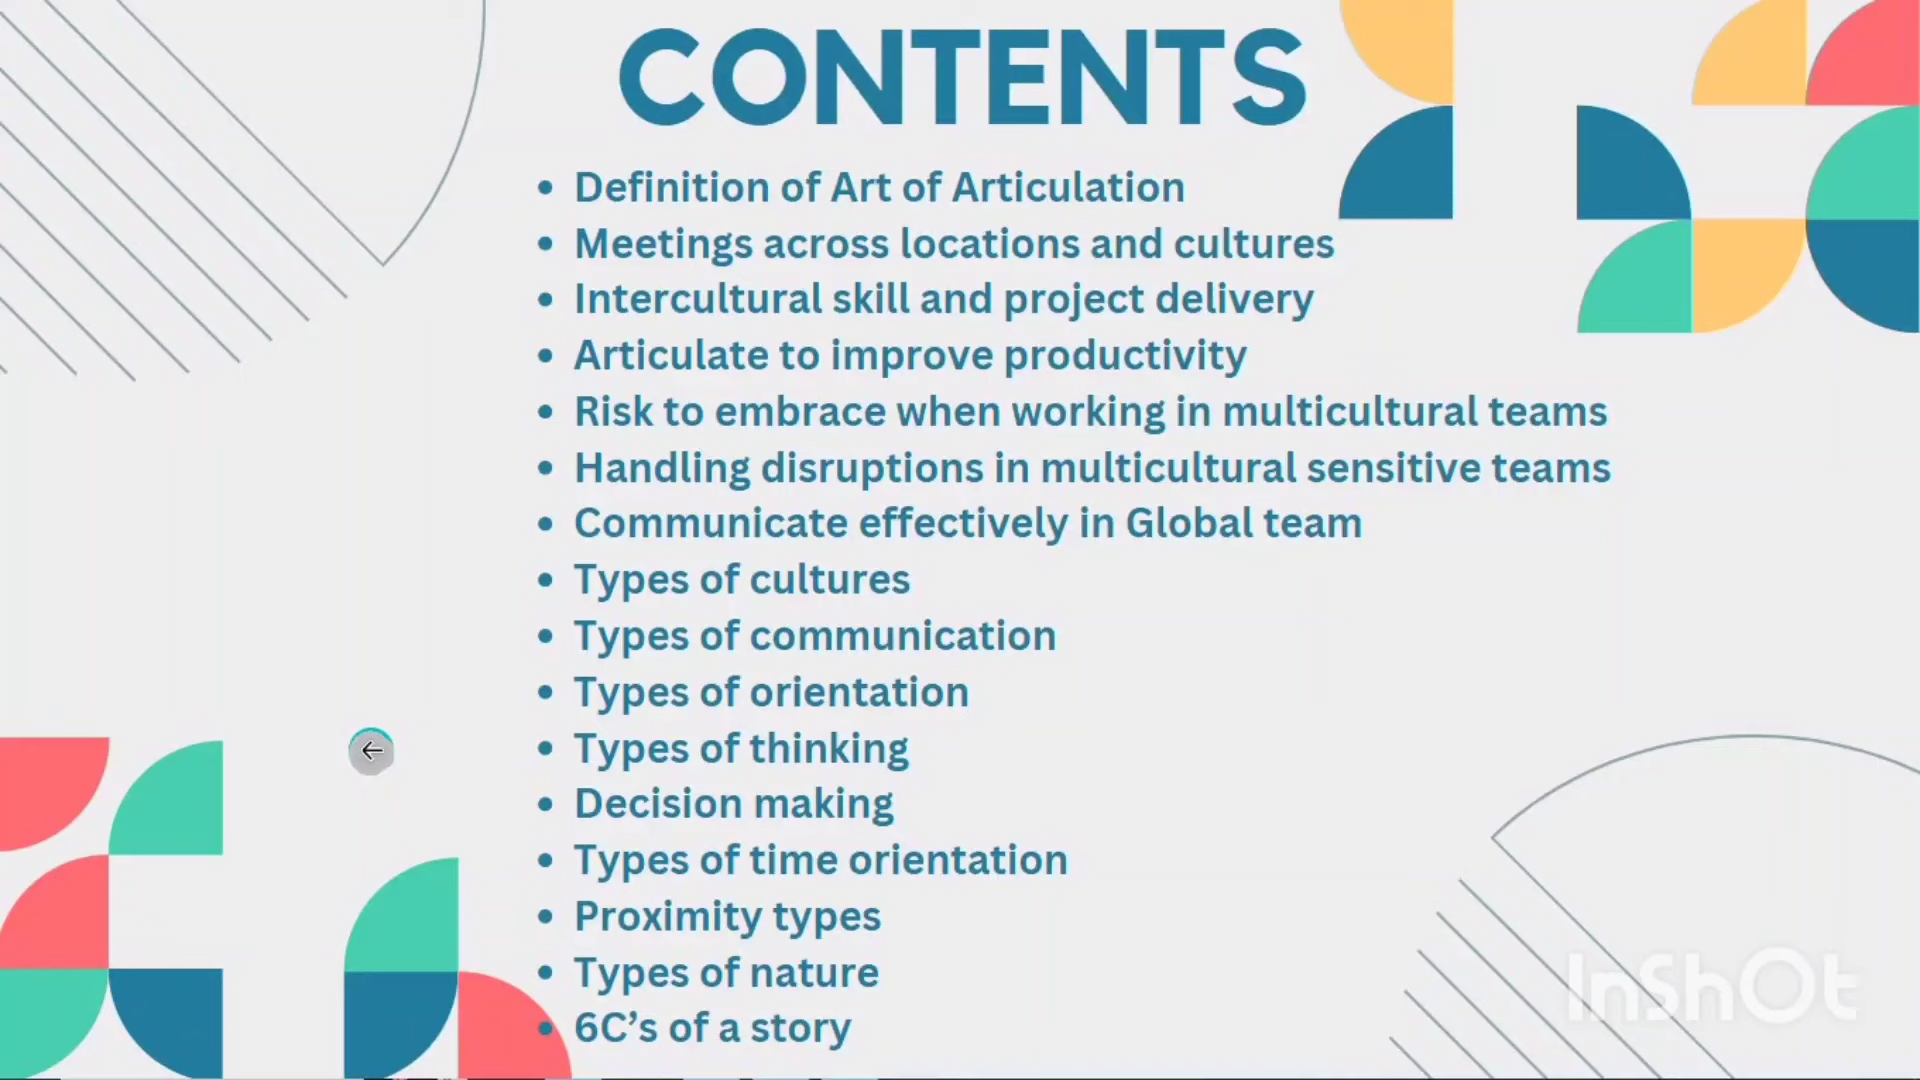 CONTENTS
• Definition of Art of Articulation
• Meetings across locations and cultures
• Intercultural skill and project delivery
• Articulate to improve productivity
• Risk to embrace when working in multicultural teams
• Handling disruptions in multicultural sensitive teams
• Communicate effectively in Global team
• Types of cultures
• Types of communication
• Types of orientation
• Types of thinking
• Decision making
• Types of time orientation
• Proximity types
• Types of nature
• 6C’s of a story
InShOt